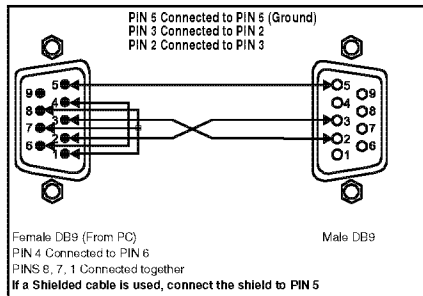 PIN 5 Connected to PIN 5 (Ground)
PIN 3 Connected to PIN 2
PIN 2 Connected to PIN 3
5
9
4
8
3
7
2
6
1
5
9
4
8
3
7
2
6
1
Female DB9 (From PC)
Male DB9
PIN 4 Connected to PIN 6
PINS 8, 7, 1 Connected together
If a Shielded cable is used, connect the shield to PIN 5